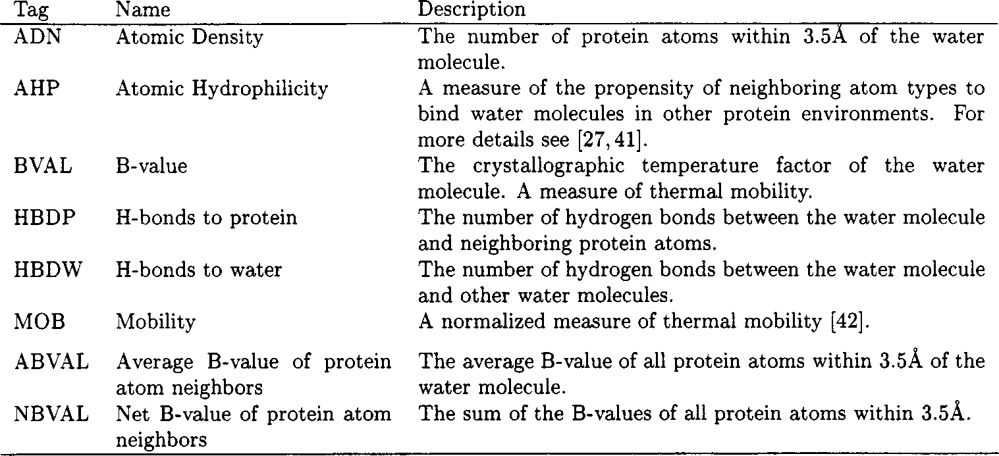 Tag Name Description
ADN Atomic Density The number of protein atoms within 3.5Å of the water
molecule.
AHP Atomic Hydrophilicity A measure of the propensity of neighboring atom types to
bind water molecules in other protein environments. For
more details see [27, 41].
BVAL B-value The crystallographic temperature factor of the water
molecule. A measure of thermal mobility.
HBDP H-bonds to protein The number of hydrogen bonds between the water molecule
and neighboring protein atoms.
HBDW H-bonds to water The number of hydrogen bonds between the water molecule
and other water molecules.
MOB Mobility A normalized measure of thermal mobility [42].
ABVAL Average B-value of protein The average B-value of all protein atoms within 3.5Å of the
atom neighbors water molecule.
NBVAL Net B-value of protein atom The sum of the B-values of all protein atoms within 3.5Å.
neighbors